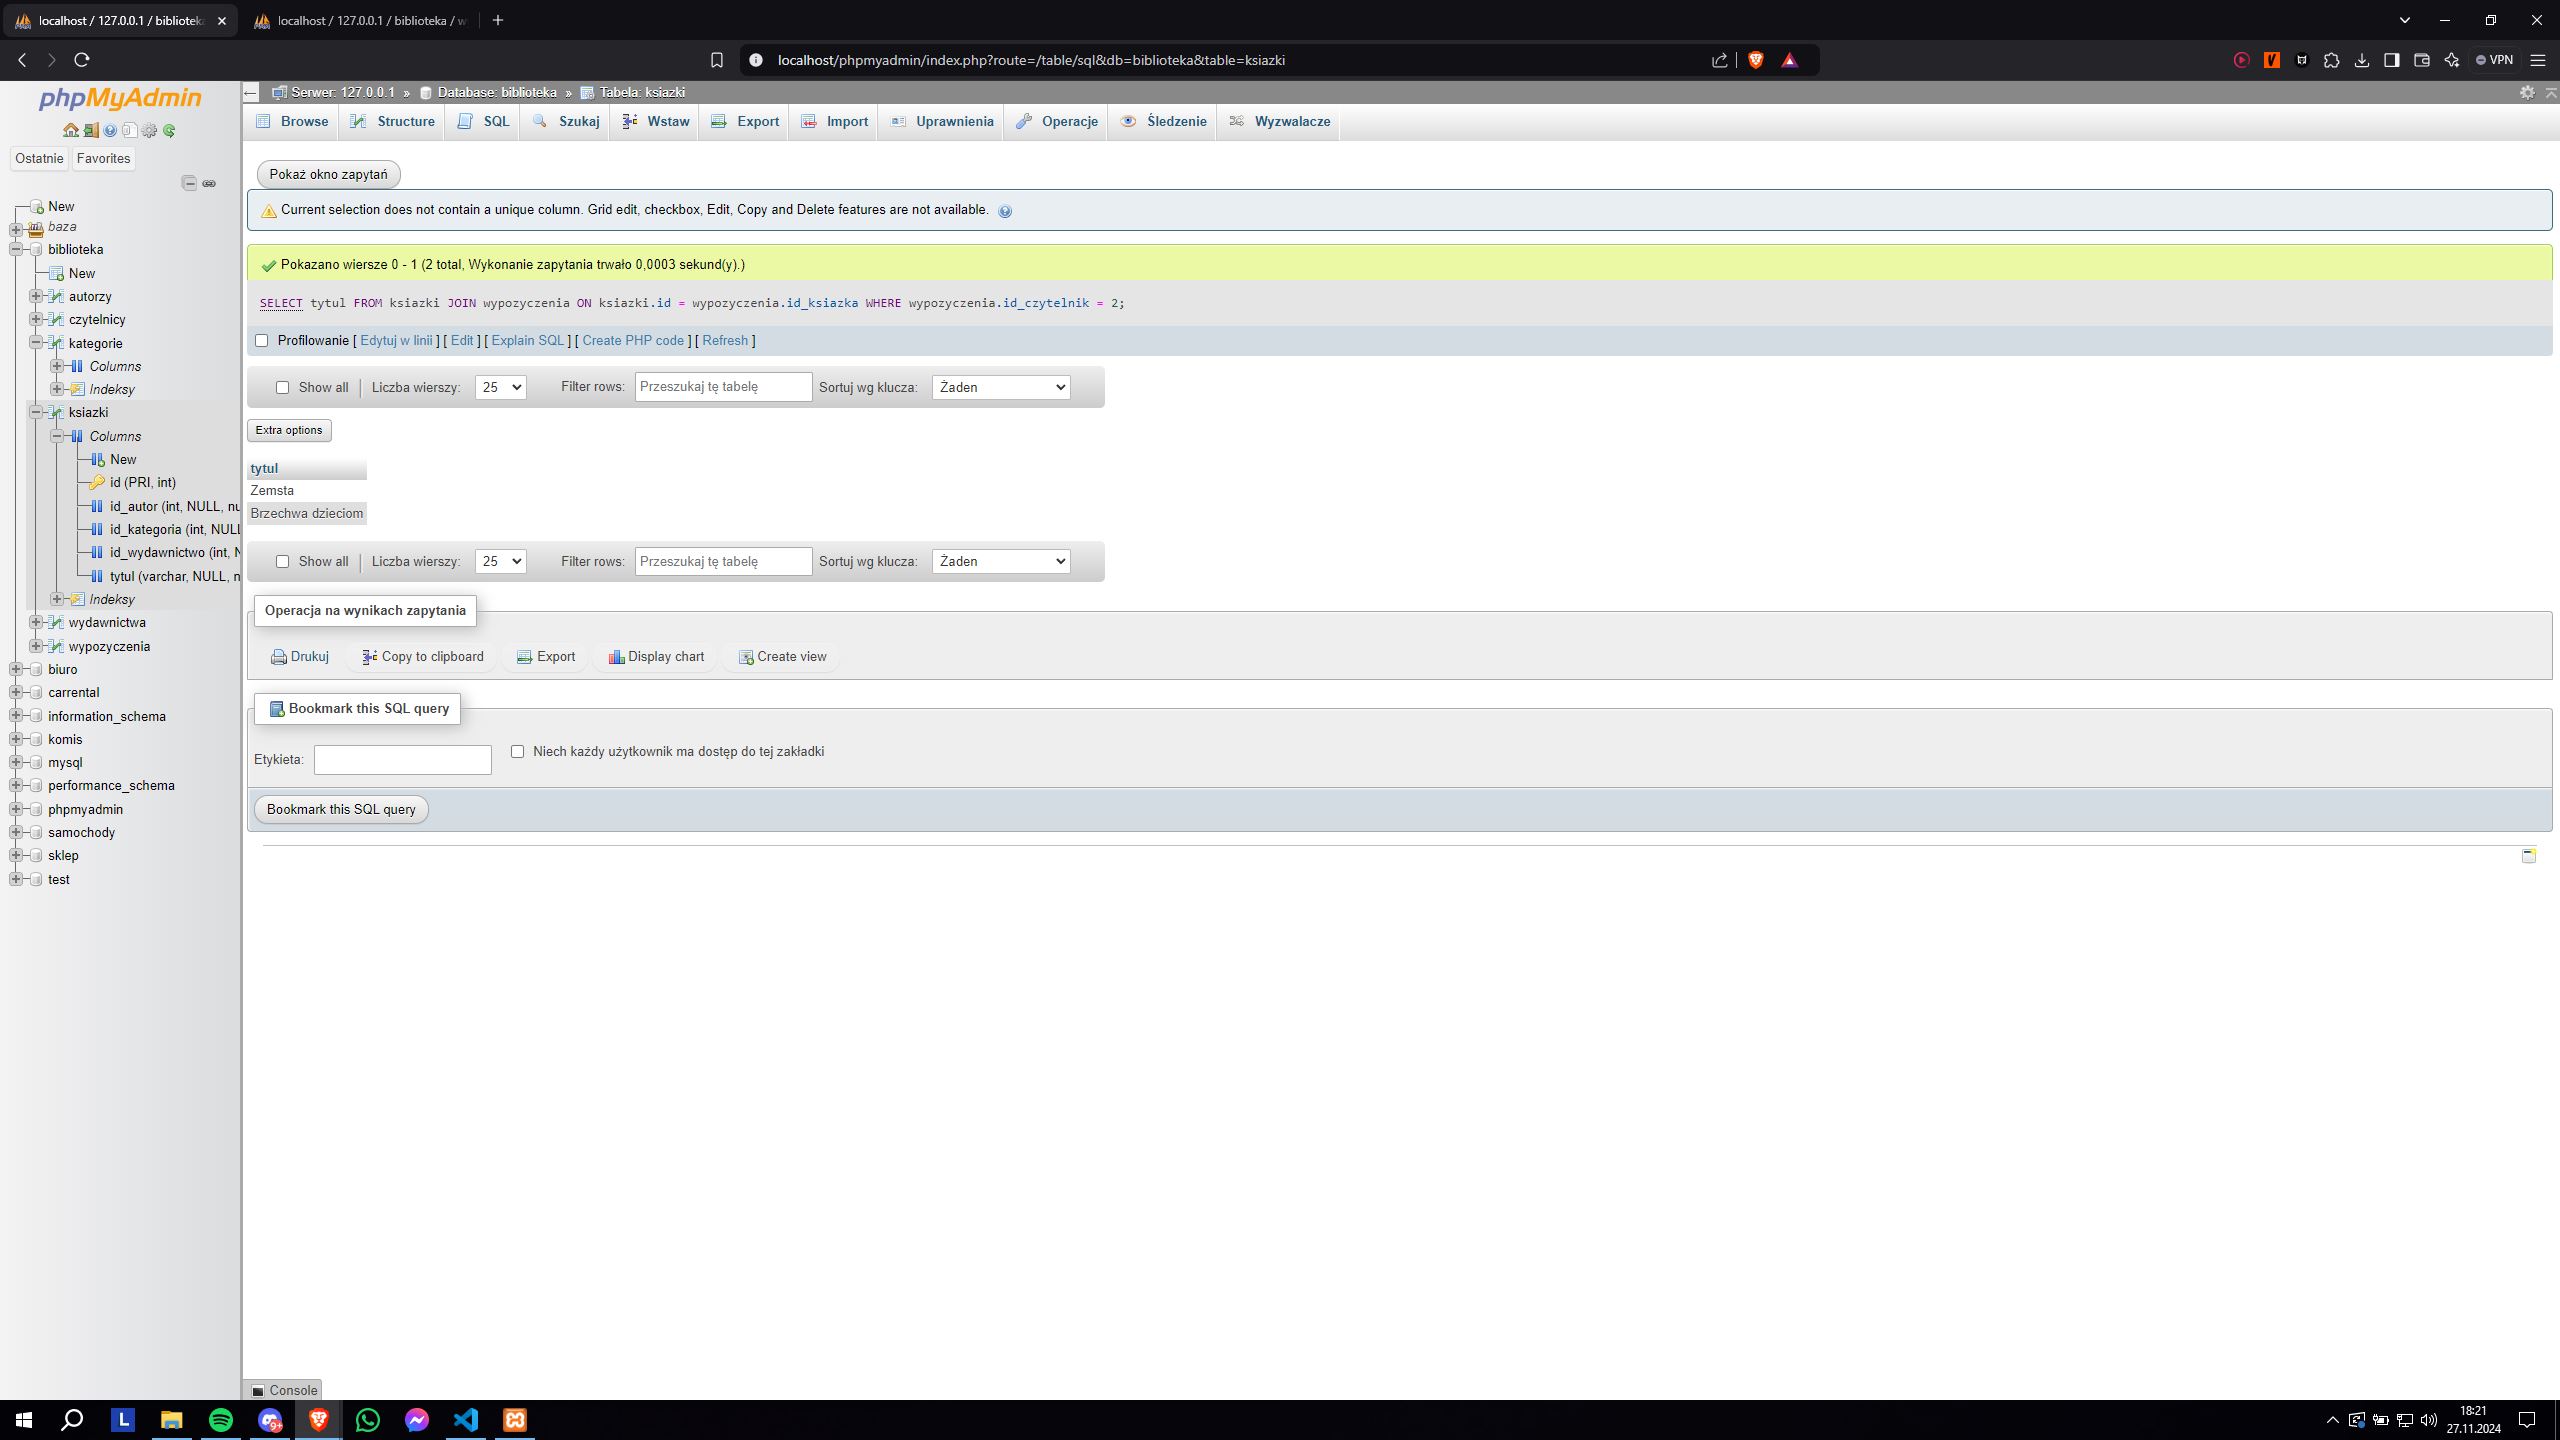 localhost / 127.0.0.1 / bibliotek
localhost / 127.0.0.1 / biblioteka / w
localhost/phpmyadmin/index.php?route=/table/sql&db=biblioteka&table=ksiazki
VPN
phpMyAdmin
Ostatnie
Favorites
New
baza
biblioteka
New
autorzy
czytelnicy
kategorie
Columns
Indeksy
ksiazki
Columns
New
id (PRI, int)
id_autor (int, NULL, nu
id_kategoria (int, NULL
id_wydawnictwo (int, N
tytul (varchar, NULL, n
Indeksy
wydawnictwa
wypozyczenia
biuro
carrental
information_schema
komis
mysql
performance_schema
phpmyadmin
samochody
sklep
test
Serwer: 127.0.0.1 » Database: biblioteka » Tabela: ksiazki
Browse Structure SQL Szukaj Wstaw Export Import Uprawnienia Operacje Śledzenie Wyzwalacze
Pokaż okno zapytań
Current selection does not contain a unique column. Grid edit, checkbox, Edit, Copy and Delete features are not available.
Pokazano wiersze 0 - 1 (2 total, Wykonanie zapytania trwało 0,0003 sekund(y).)
SELECT tytul FROM ksiazki JOIN wypozyczenia ON ksiazki.id = wypozyczenia.id_ksiazka WHERE wypozyczenia.id_czytelnik = 2;
Profilowanie [ Edytuj w linii ] [ Edit ] [ Explain SQL ] [ Create PHP code ] [ Refresh ]
Show all Liczba wierszy: 25 Filter rows: Przeszukaj tę tabelę Sortuj wg klucza: Żaden
Extra options
tytul
Zemsta
Brzechwa dzieciom
Show all Liczba wierszy: 25 Filter rows: Przeszukaj tę tabelę Sortuj wg klucza: Żaden
Operacja na wynikach zapytania
Drukuj Copy to clipboard Export Display chart Create view
Bookmark this SQL query
Etykieta: Niech każdy użytkownik ma dostęp do tej zakładki
Bookmark this SQL query
Console
L
9+
18:21
27.11.2024